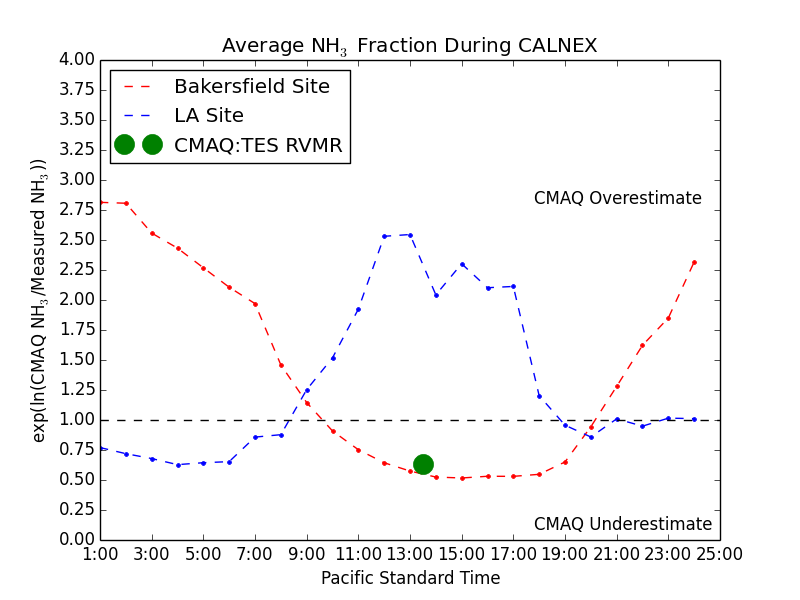 Average NH₃ Fraction During CALNEX
exp(ln(CMAQ NH₃/Measured NH₃))
4.00
3.75
3.50
3.25
3.00
2.75
2.50
2.25
2.00
1.75
1.50
1.25
1.00
0.75
0.50
0.25
0.00
Bakersfield Site
LA Site
CMAQ:TES RVMR
CMAQ Overestimate
CMAQ Underestimate
1:00 3:00 5:00 7:00 9:00 11:00 13:00 15:00 17:00 19:00 21:00 23:00 25:00
Pacific Standard Time